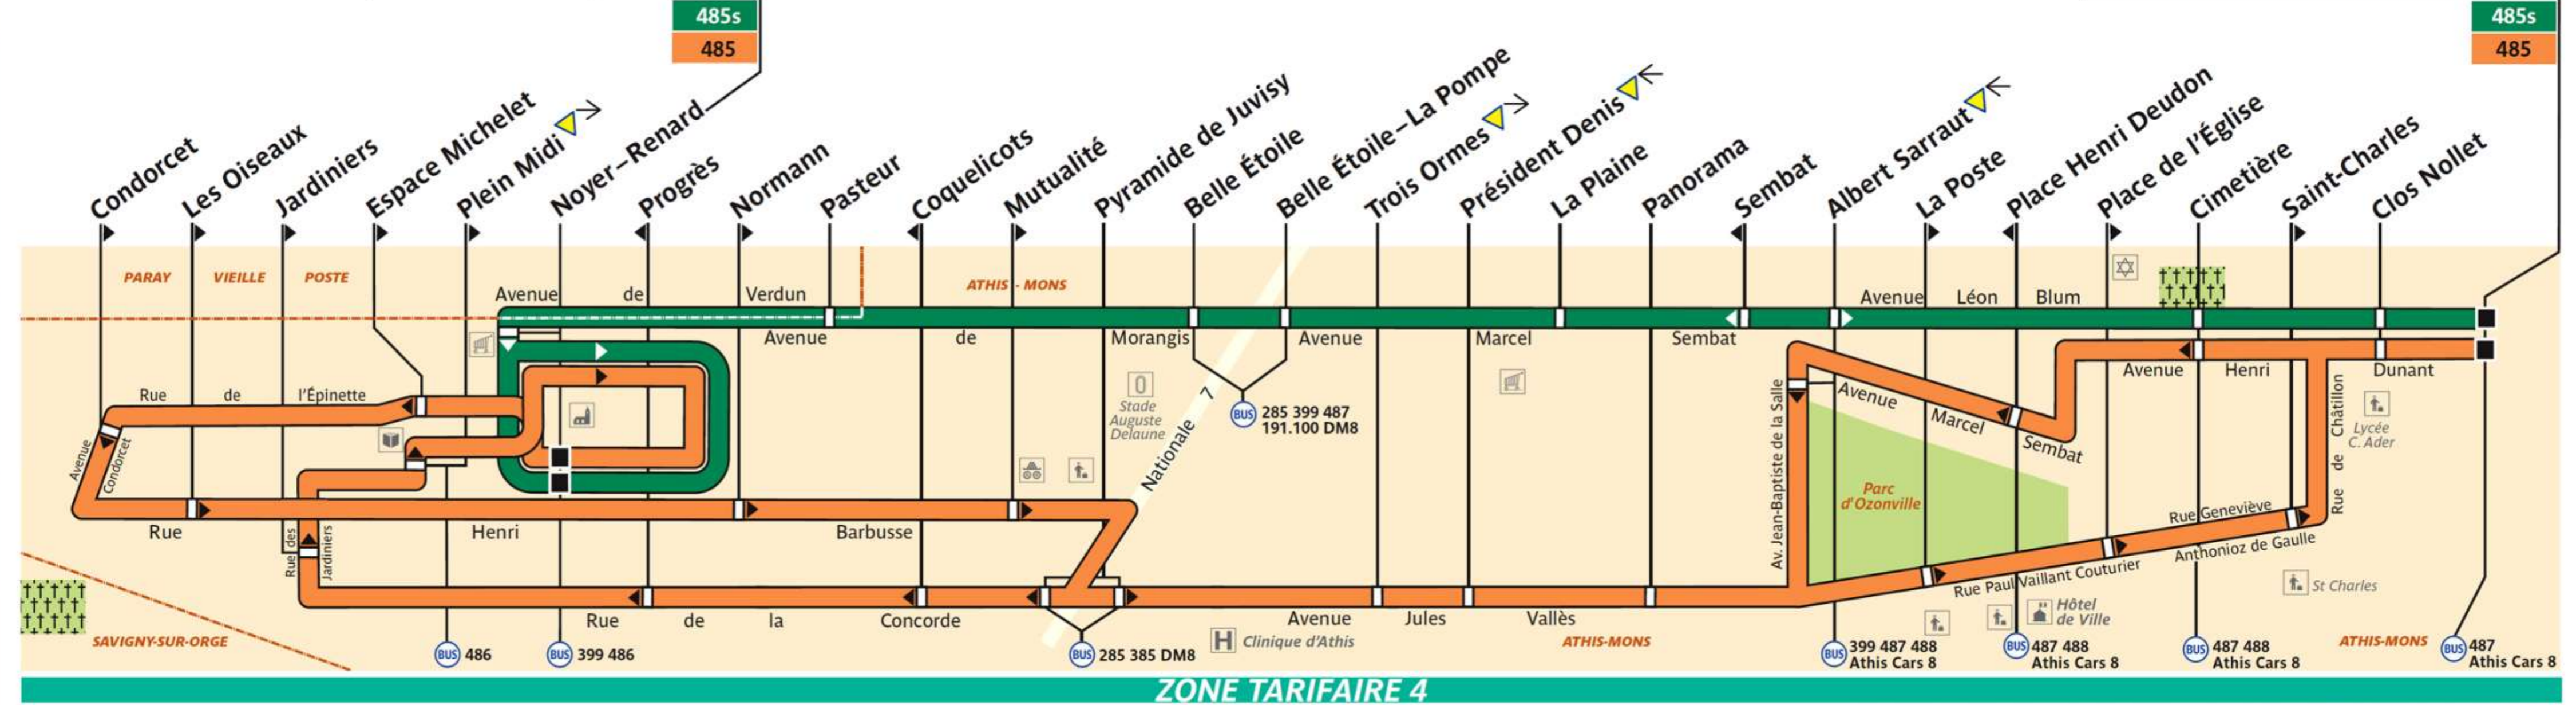 485s
485
485s
485
Condorcet
Les Oiseaux
Jardiniers
Espace Michelet
Plein Midi
Noyer–Renard
Progrès
Normann
Pasteur
Coquelicots
Mutualité
Pyramide de Juvisy
Belle Étoile
Belle Étoile–La Pompe
Trois Ormes
Président Denis
La Plaine
Panorama
Sembat
Albert Sarraut
La Poste
Place Henri Deudon
Place de l'Église
Cimetière
Saint-Charles
Clos Nollet
PARAY VIEILLE POSTE
ATHIS - MONS
Avenue de Verdun
Avenue Léon Blum
Avenue de Morangis
Avenue Marcel Sembat
Rue de l'Épinette
Avenue Condorcet
Stade
Auguste
Delaune
Nationale 7
BUS 285 399 487
191.100 DM8
Av. Jean-Baptiste de la Salle
Avenue Marcel Sembat
Avenue Henri Dunant
Rue de Châtillon
Lycée
C. Ader
Parc
d'Ozonville
Rue Henri Barbusse
Rue des Jardiniers
Rue Geneviève
Anthonioz de Gaulle
Rue Paul Vaillant Couturier
St Charles
Hôtel
de Ville
Rue de la Concorde
Avenue Jules Vallès
SAVIGNY-SUR-ORGE
BUS 486
BUS 399 486
BUS 285 385 DM8
H Clinique d'Athis
ATHIS-MONS
BUS 399 487 488
Athis Cars 8
BUS 487 488
Athis Cars 8
BUS 487 488
Athis Cars 8
ATHIS-MONS
BUS 487
Athis Cars 8
ZONE TARIFAIRE 4